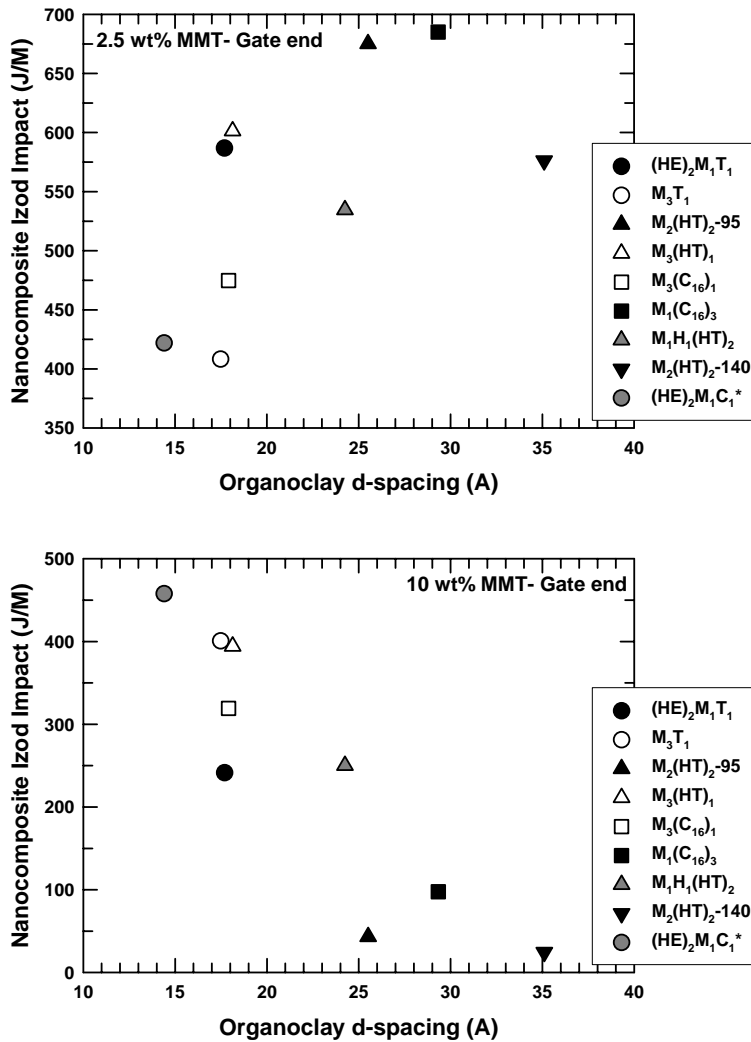 700
2.5 wt% MMT- Gate end
650
600
550
500
450
400
350
Nanocomposite Izod Impact (J/M)
10 15 20 25 30 35 40
Organoclay d-spacing (A)
(HE)₂M₁T₁
M₃T₁
M₂(HT)₂-95
M₃(HT)₁
M₃(C₁₆)₁
M₁(C₁₆)₃
M₁H₁(HT)₂
M₂(HT)₂-140
(HE)₂M₁C₁*
500
10 wt% MMT- Gate end
400
300
200
100
0
Nanocomposite Izod Impact (J/M)
10 15 20 25 30 35 40
Organoclay d-spacing (A)
(HE)₂M₁T₁
M₃T₁
M₂(HT)₂-95
M₃(HT)₁
M₃(C₁₆)₁
M₁(C₁₆)₃
M₁H₁(HT)₂
M₂(HT)₂-140
(HE)₂M₁C₁*